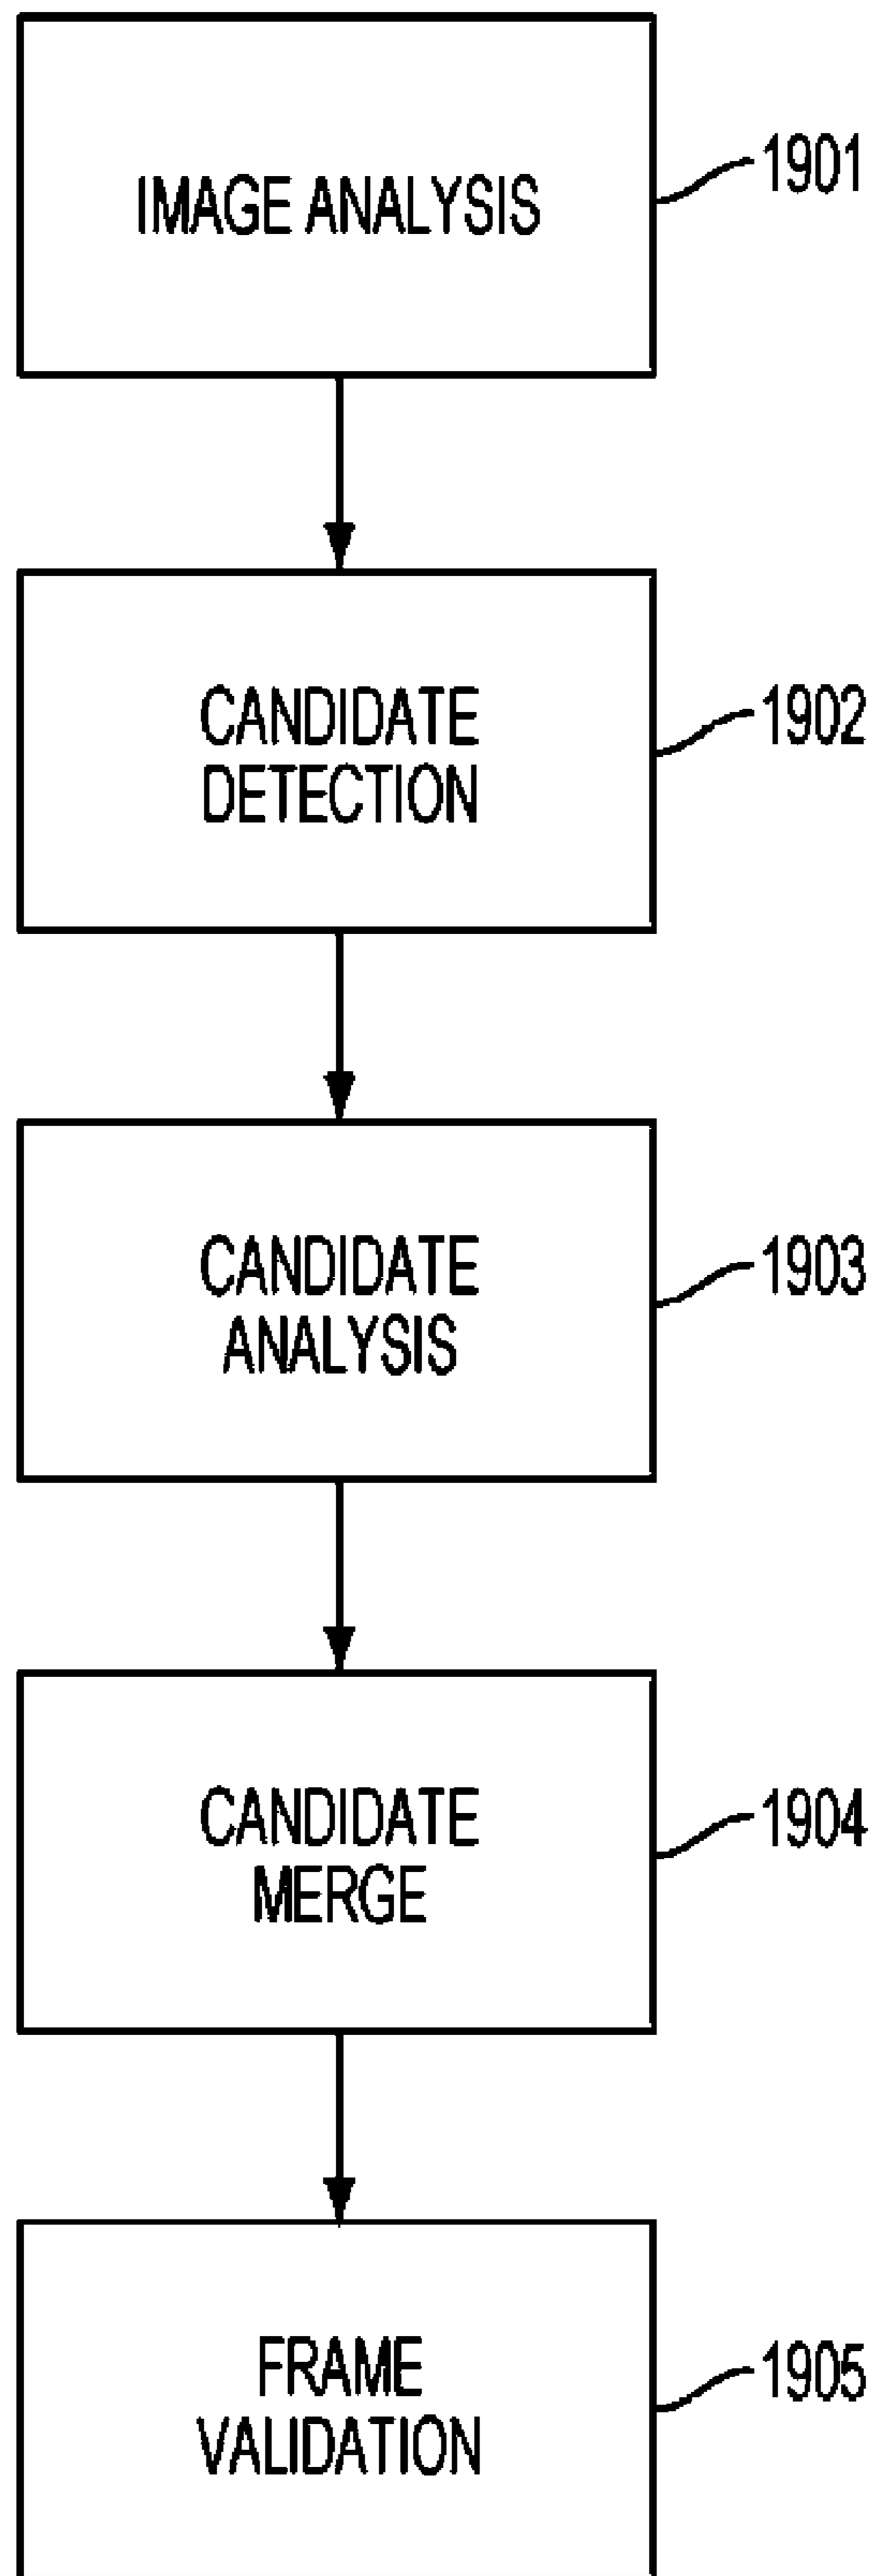 IMAGE ANALYSIS
1901
CANDIDATE
DETECTION
1902
CANDIDATE
ANALYSIS
1903
CANDIDATE
MERGE
1904
FRAME
VALIDATION
1905